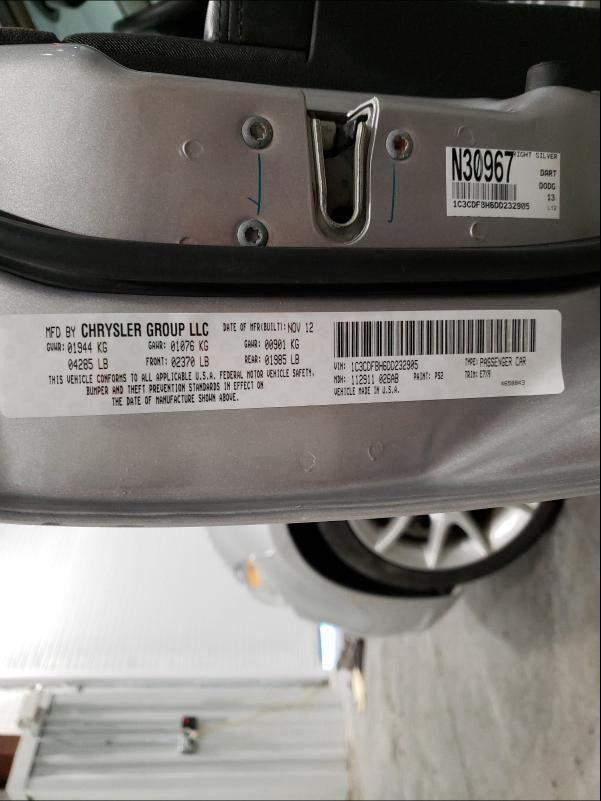 N30967
RIGHT SILVER
DART
DODG
13
LT2
1C3CDFBH6DD232905
MFD BY CHRYSLER GROUP LLC DATE OF MFR(BUILT): NOV 12
GVWR: 01944 KG GAWR: 01076 KG GAWR: 00901 KG
04285 LB FRONT: 02370 LB REAR: 01985 LB
THIS VEHICLE CONFORMS TO ALL APPLICABLE U.S.A. FEDERAL MOTOR VEHICLE SAFETY,
BUMPER AND THEFT PREVENTION STANDARDS IN EFFECT ON
THE DATE OF MANUFACTURE SHOWN ABOVE.
VIN: 1C3CDFBH6DD232905 TYPE: PASSENGER CAR
MDH: 112911 026AB PAINT: PS2 TRIM: E7X9
VEHICLE MADE IN U.S.A.